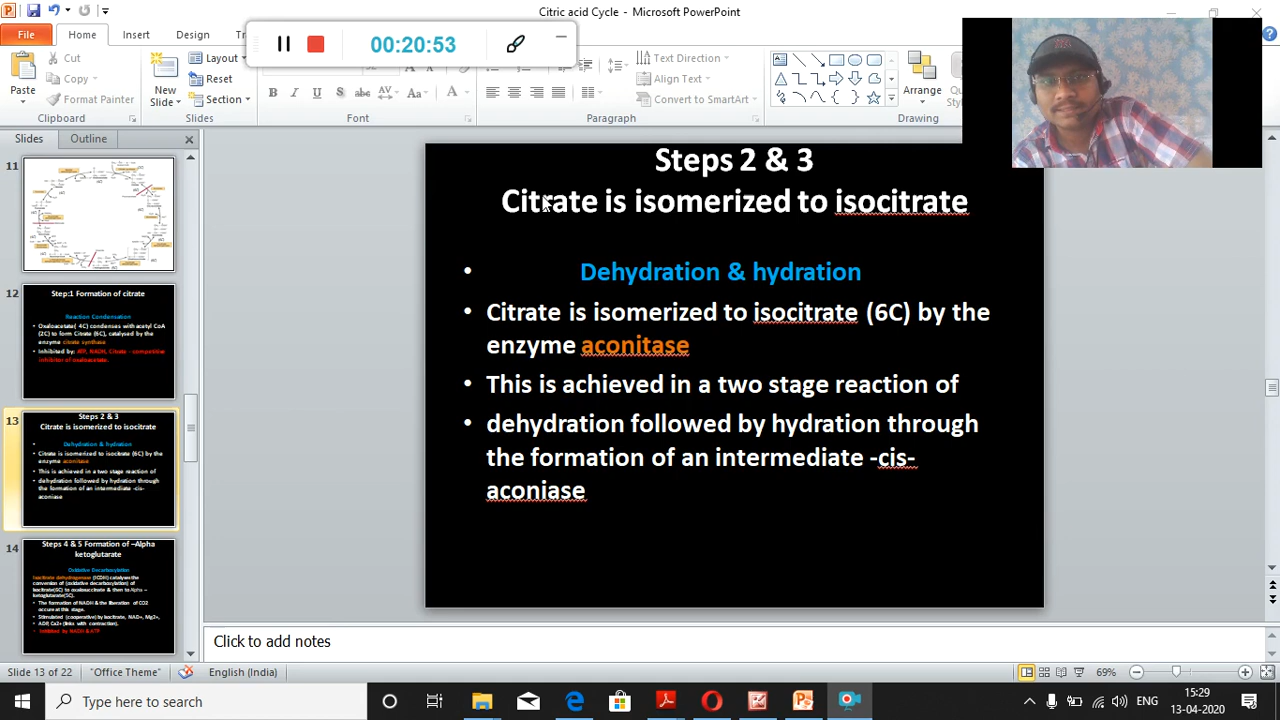 Citric acid Cycle - Microsoft PowerPoint
File Home Insert Design
00:20:53
Paste
Cut
Copy
Format Painter
Clipboard
New Slide
Layout
Reset
Section
Slides
B I U S abc AV Aa A
Font
Text Direction
Align Text
Convert to SmartArt
Paragraph
Arrange
Drawing
Slides Outline
11
12
Step:1 Formation of citrate
Reaction Condensation
• Oxaloacetate( 4C) condenses with acetyl CoA
(2C) to form Citrate (6C), catalysed by the
enzyme citrate synthase
• Inhibited by: ATP, NADH, Citrate - competitive
inhibitor of oxaloacetate.
13
Steps 2 & 3
Citrate is isomerized to isocitrate
• Dehydration & hydration
• Citrate is isomerized to isocitrate (6C) by the
enzyme aconitase
• This is achieved in a two stage reaction of
• dehydration followed by hydration through
the formation of an intermediate -cis-
aconiase
14
Steps 4 & 5 Formation of –Alpha
ketoglutarate
Oxidative Decarboxylation
Isocitrate dehydrogenase (ICDH) catalyses the
conversion of (oxidative decarboxylation) of
isocitrate(6C) to oxalosuccinate & then to Alpha –
ketoglutarate(5C).
• The formation of NADH & the liberation of CO2
occure at this stage.
• Stimulated (cooperative) by isocitrate, NAD+, Mg2+,
• ADP, Ca2+ (links with contraction).
• Inhibited by NADH & ATP
Steps 2 & 3
Citrate is isomerized to isocitrate
• Dehydration & hydration
• Citrate is isomerized to isocitrate (6C) by the
enzyme aconitase
• This is achieved in a two stage reaction of
• dehydration followed by hydration through
the formation of an intermediate -cis-
aconiase
Click to add notes
Slide 13 of 22 "Office Theme" English (India) 69%
Type here to search
ENG
15:29
13-04-2020